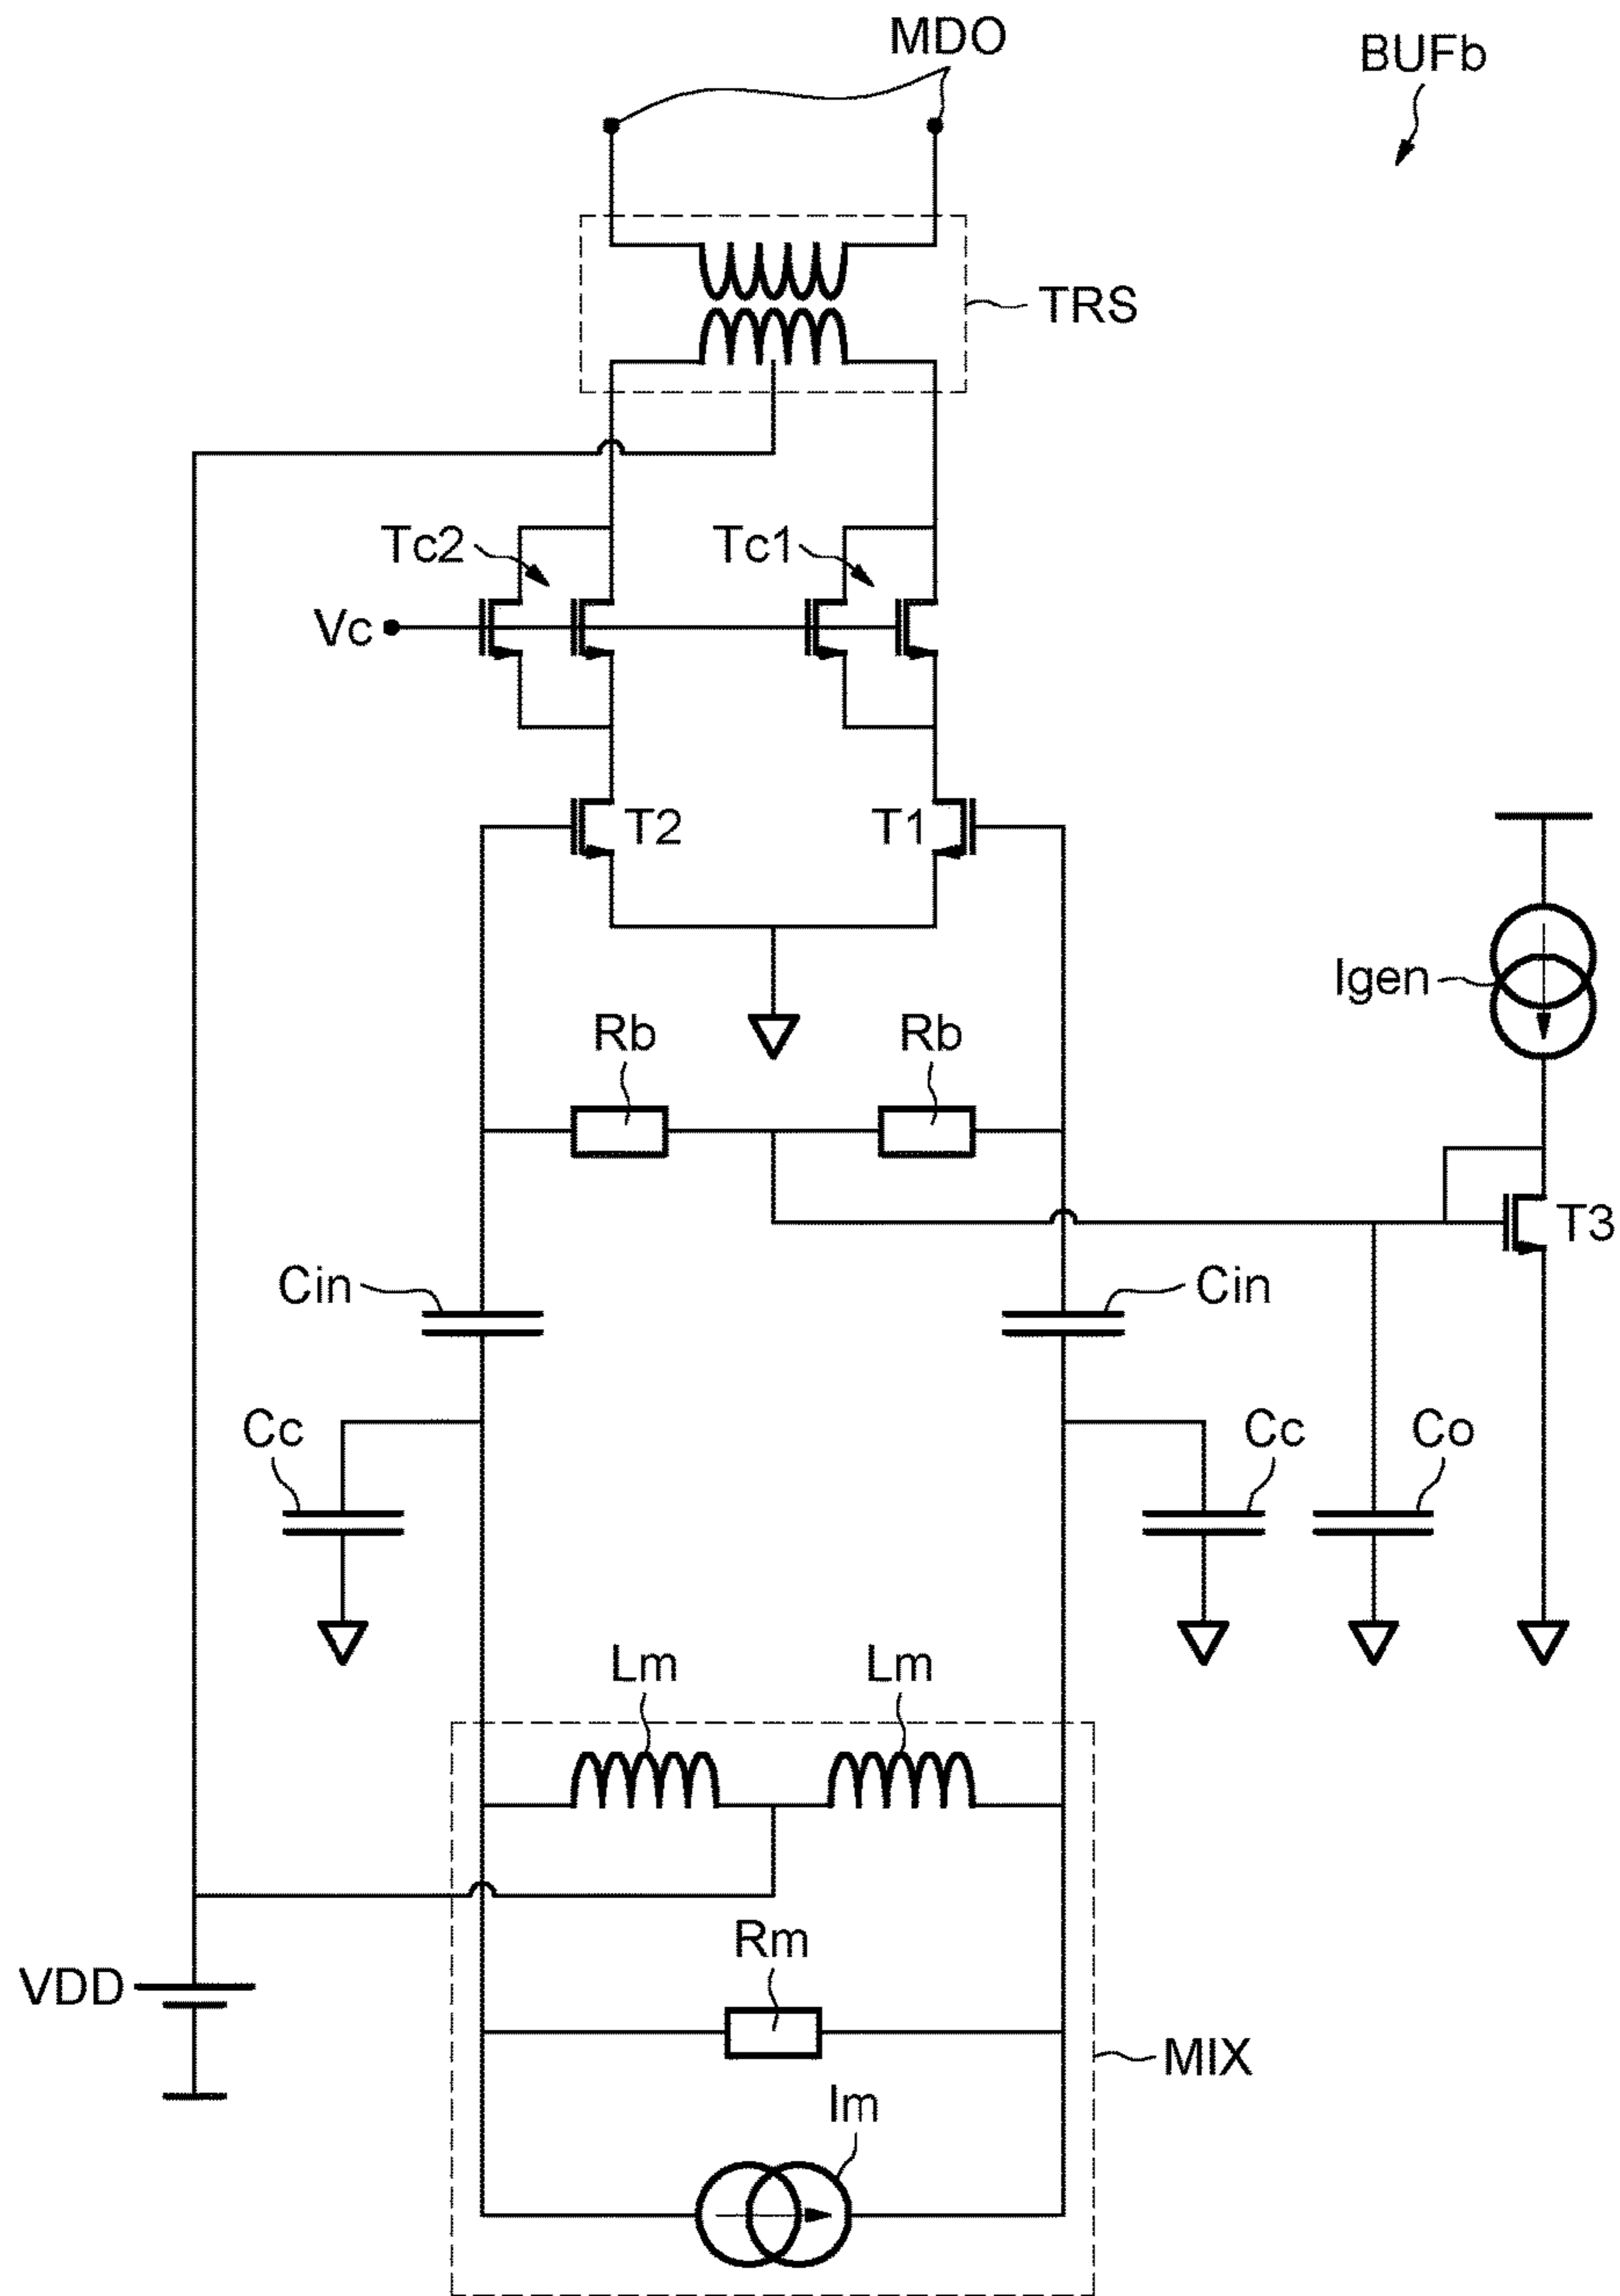 MDO
BUFb
TRS
Tc2
Tc1
Vc
T2
T1
Igen
Rb
Rb
T3
Cin
Cin
Cc
Cc
Co
Lm
Lm
Rm
VDD
MIX
Im